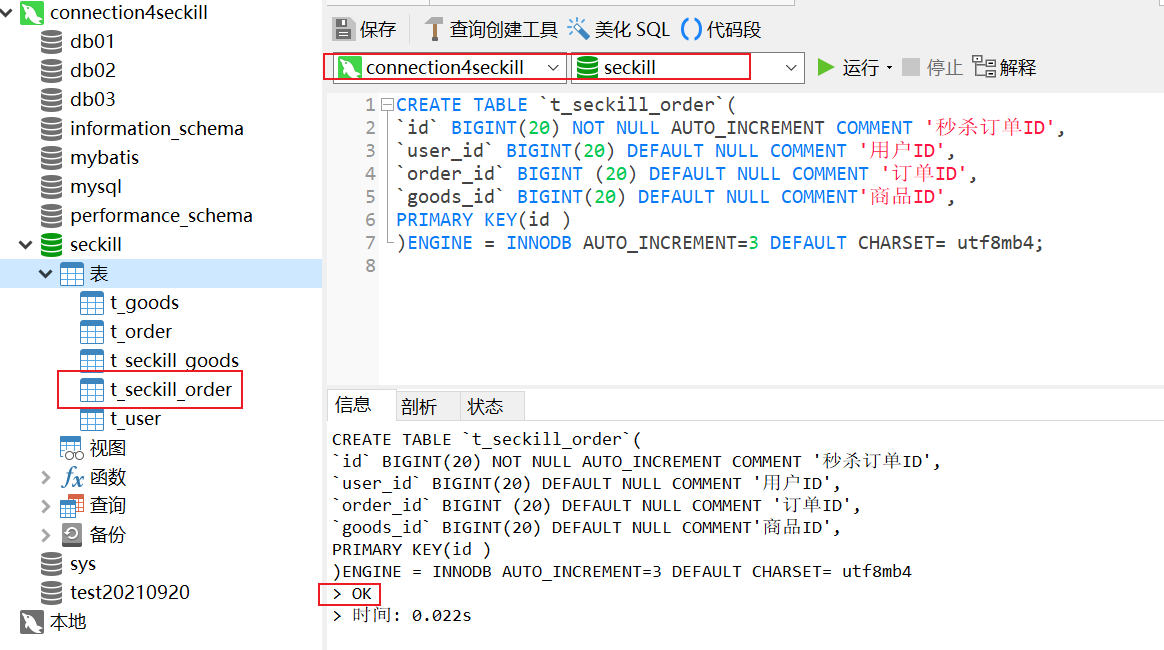 connection4seckill
db01
db02
db03
information_schema
mybatis
mysql
performance_schema
seckill
表
t_goods
t_order
t_seckill_goods
t_seckill_order
t_user
视图
fx 函数
查询
备份
sys
test20210920
本地
保存 查询创建工具 美化 SQL () 代码段
connection4seckill seckill 运行 停止 解释
1 CREATE TABLE `t_seckill_order`(
2 `id` BIGINT(20) NOT NULL AUTO_INCREMENT COMMENT '秒杀订单ID',
3 `user_id` BIGINT(20) DEFAULT NULL COMMENT '用户ID',
4 `order_id` BIGINT (20) DEFAULT NULL COMMENT '订单ID',
5 `goods_id` BIGINT(20) DEFAULT NULL COMMENT'商品ID',
6 PRIMARY KEY(id )
7 )ENGINE = INNODB AUTO_INCREMENT=3 DEFAULT CHARSET= utf8mb4;
8
信息 剖析 状态
CREATE TABLE `t_seckill_order`(
`id` BIGINT(20) NOT NULL AUTO_INCREMENT COMMENT '秒杀订单ID',
`user_id` BIGINT(20) DEFAULT NULL COMMENT '用户ID',
`order_id` BIGINT (20) DEFAULT NULL COMMENT '订单ID',
`goods_id` BIGINT(20) DEFAULT NULL COMMENT'商品ID',
PRIMARY KEY(id )
)ENGINE = INNODB AUTO_INCREMENT=3 DEFAULT CHARSET= utf8mb4
> OK
> 时间: 0.022s